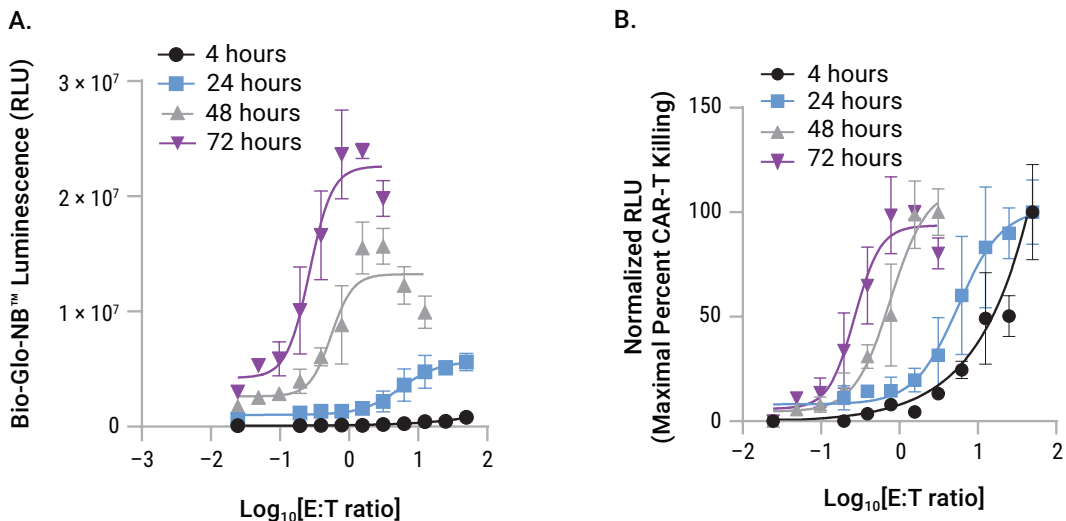 A.
4 hours
24 hours
48 hours
72 hours
Bio-Glo-NB™ Luminescence (RLU)
3 × 10⁷
2 × 10⁷
1 × 10⁷
0
−3 −2 −1 0 1 2
Log₁₀[E:T ratio]
B.
4 hours
24 hours
48 hours
72 hours
Normalized RLU
(Maximal Percent CAR-T Killing)
150
100
50
0
−2 −1 0 1 2
Log₁₀[E:T ratio]